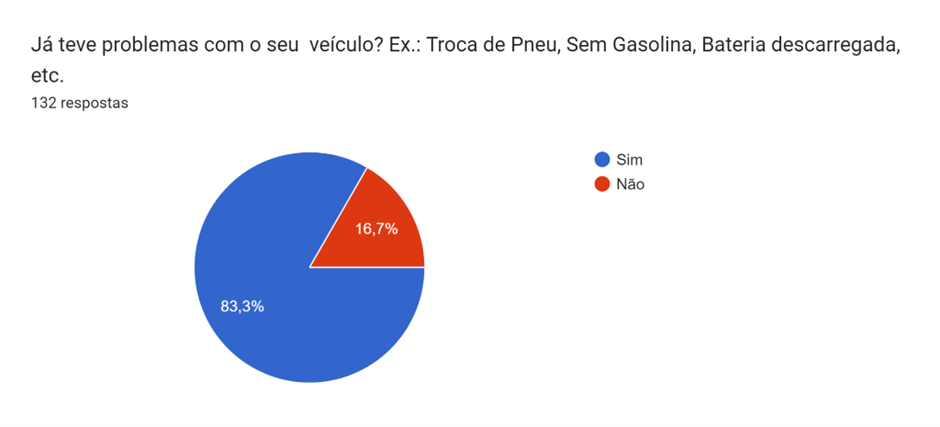 Já teve problemas com o seu  veículo? Ex.: Troca de Pneu, Sem Gasolina, Bateria descarregada,
etc.
132 respostas
Sim
Não
16,7%
83,3%